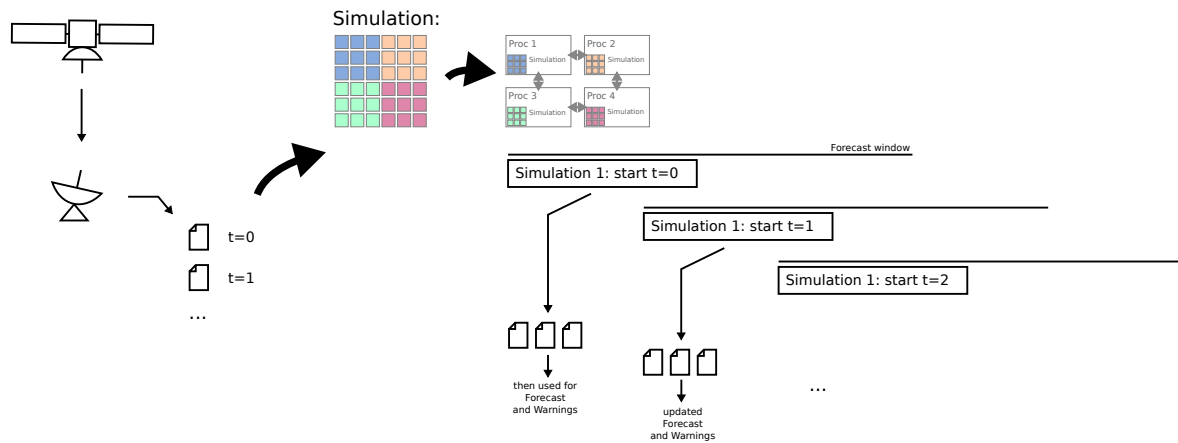 Simulation:
Proc 1
Simulation
Proc 2
Simulation
Proc 3
Simulation
Proc 4
Simulation
Forecast window
Simulation 1: start t=0
Simulation 1: start t=1
Simulation 1: start t=2
t=0
t=1
...
then used for
Forecast
and Warnings
updated
Forecast
and Warnings
...